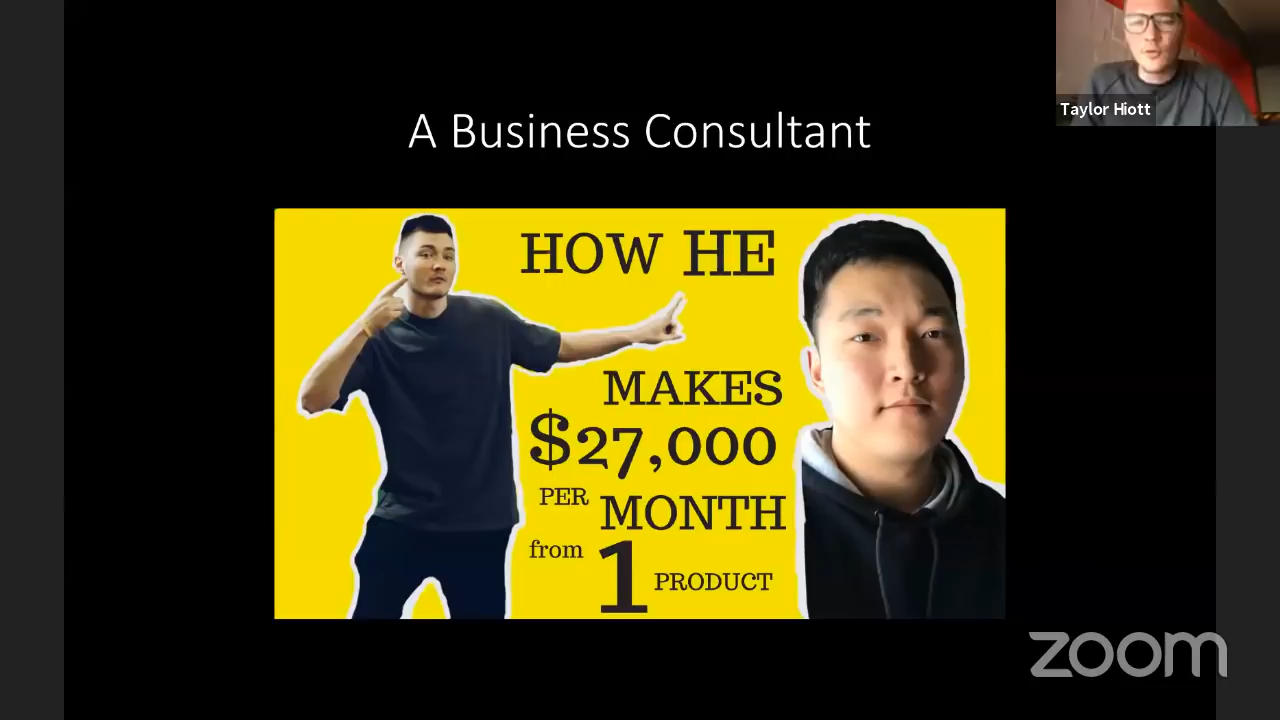 Taylor Hiott
A Business Consultant
HOW HE
MAKES
$27,000
PER MONTH
from 1 PRODUCT
zoom